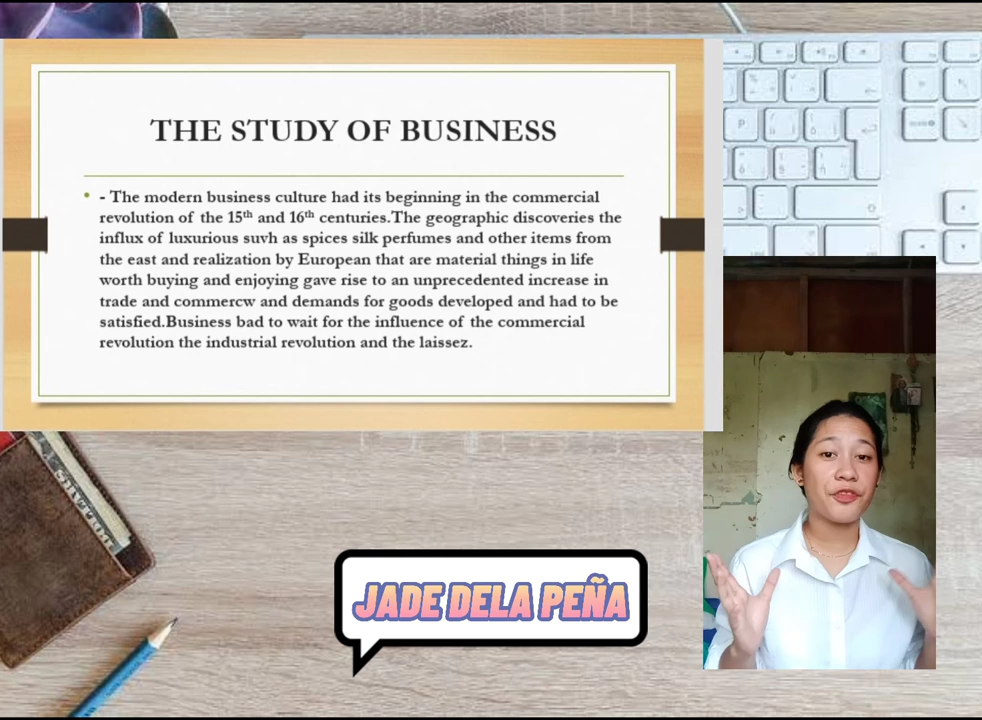 THE STUDY OF BUSINESS
• - The modern business culture had its beginning in the commercial
revolution of the 15th and 16th centuries.The geographic discoveries the
influx of luxurious suvh as spices silk perfumes and other items from
the east and realization by European that are material things in life
worth buying and enjoying gave rise to an unprecedented increase in
trade and commercw and demands for goods developed and had to be
satisfied.Business bad to wait for the influence of the commercial
revolution the industrial revolution and the laissez.
JADE DELA PEÑA